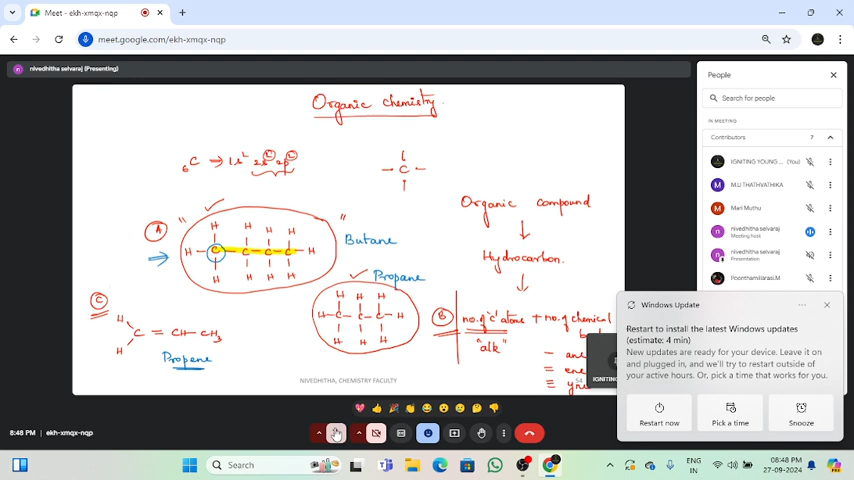 Meet - ekh-xmqx-nqp
meet.google.com/ekh-xmqx-nqp
n nivedhitha selvaraj (Presenting)
Organic chemistry
6C ⇒ 1s² 2s² 2p²
– C –
Organic compound
Hydrocarbon.
A
" "
H H H H
H – C – C – C – C – H
H H H H
Butane
Propane
H H H
H – C – C – C – H
H H H
B
no.of 'c' atoms + no.of chemical
"alk"
– ane
= ene
≡ yne
C
H
C = CH – CH3
H
Propene
NIVEDHITHA, CHEMISTRY FACULTY
54
People
Search for people
IN MEETING
Contributors 7
IGNITING YOUNG ... (You)
M M.U THATHVATHIKA
M Mari Muthu
n nivedhitha selvaraj
Meeting host
n nivedhitha selvaraj
Presentation
P Poonthamilarasi.M
Windows Update
Restart to install the latest Windows updates
(estimate: 4 min)
New updates are ready for your device. Leave it on
and plugged in, and we'll try to restart outside of
your active hours. Or, pick a time that works for you.
Restart now Pick a time Snooze
8:48 PM | ekh-xmqx-nqp
Search
ENG
IN
08:48 PM
27-09-2024